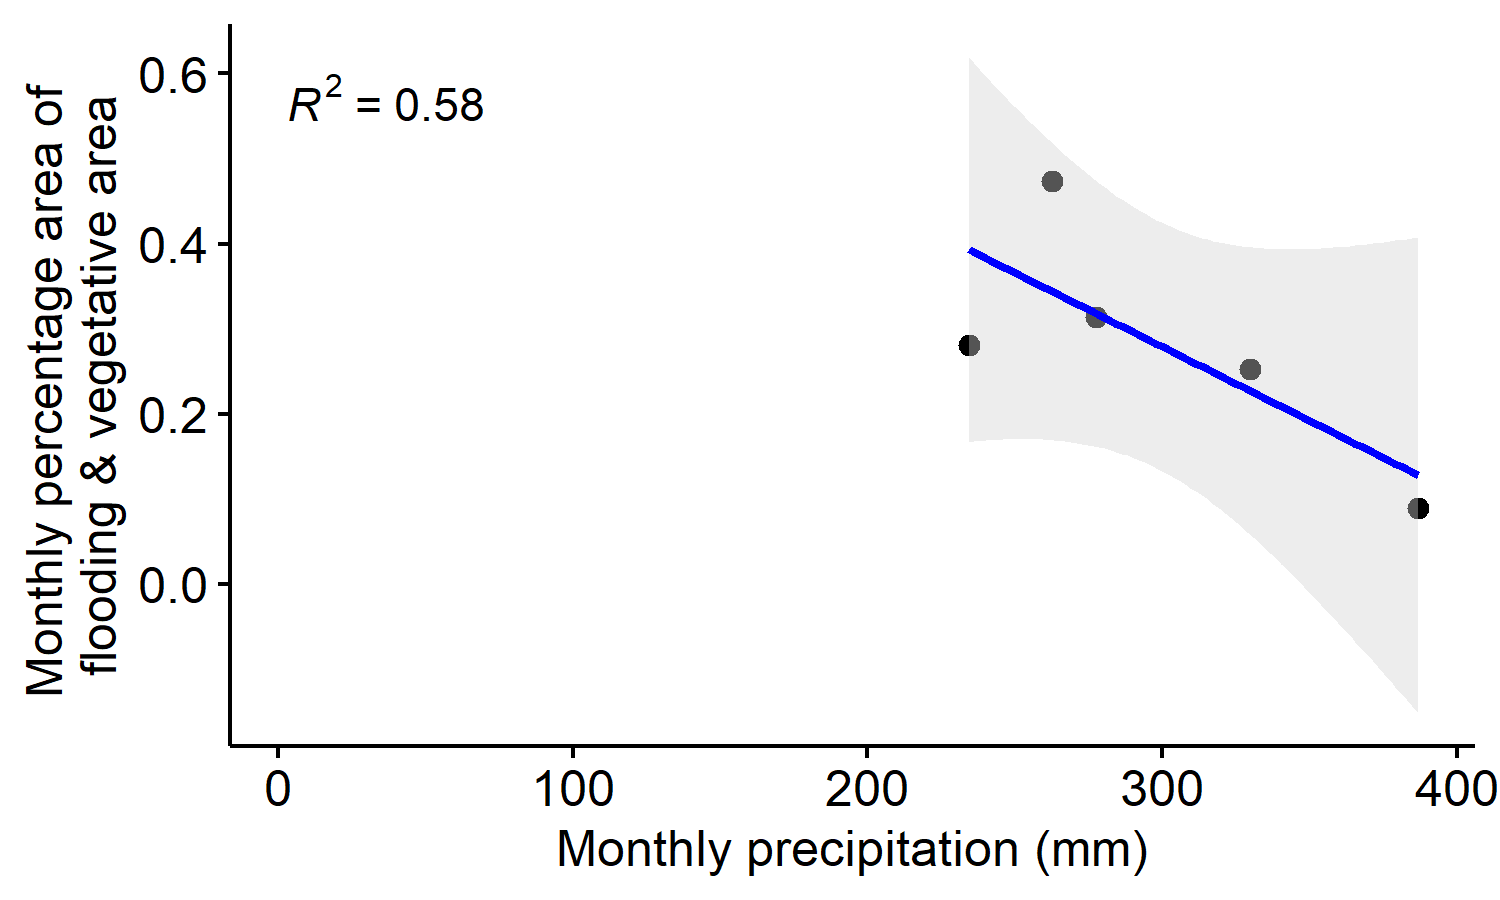 Monthly percentage area of
flooding & vegetative area
0.6
0.4
0.2
0.0
R² = 0.58
0 100 200 300 400
Monthly precipitation (mm)